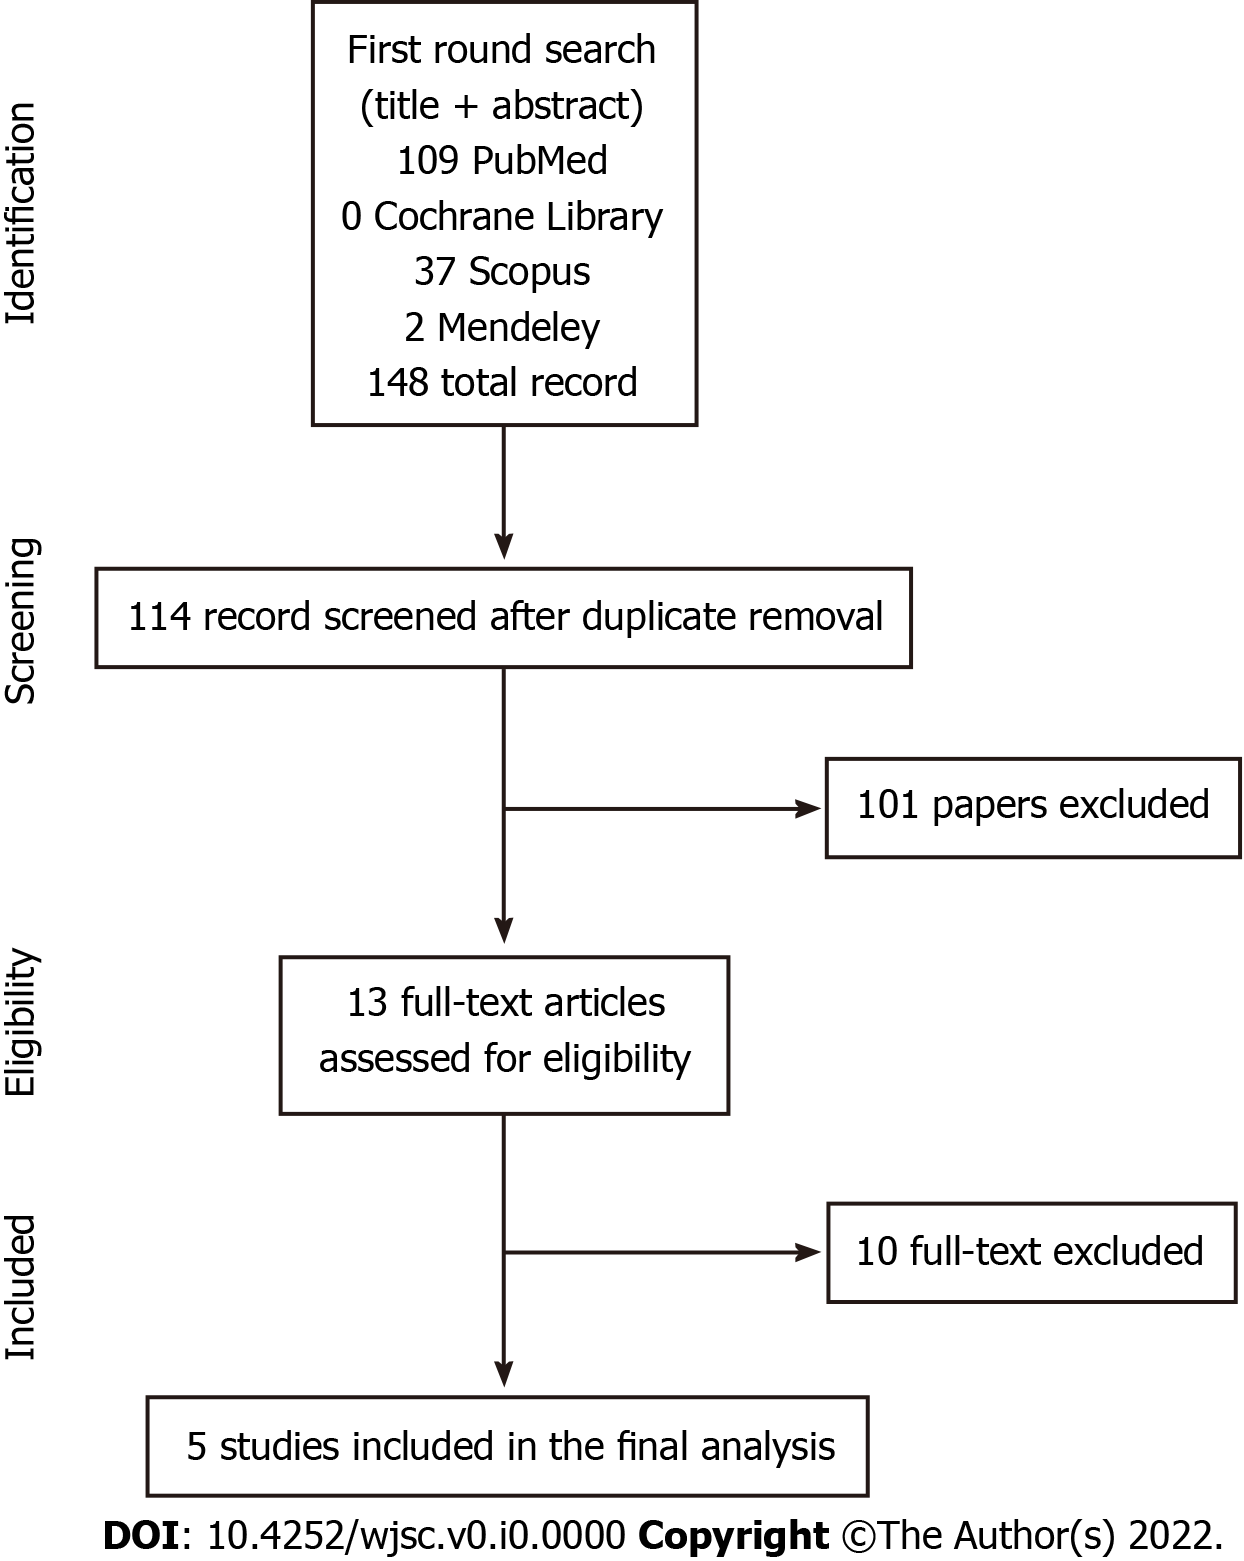 Identification
First round search
(title + abstract)
109 PubMed
0 Cochrane Library
37 Scopus
2 Mendeley
148 total record
Screening
114 record screened after duplicate removal
101 papers excluded
Eligibility
13 full-text articles
assessed for eligibility
Included
10 full-text excluded
5 studies included in the final analysis
DOI: 10.4252/wjsc.v0.i0.0000 Copyright ©The Author(s) 2022.